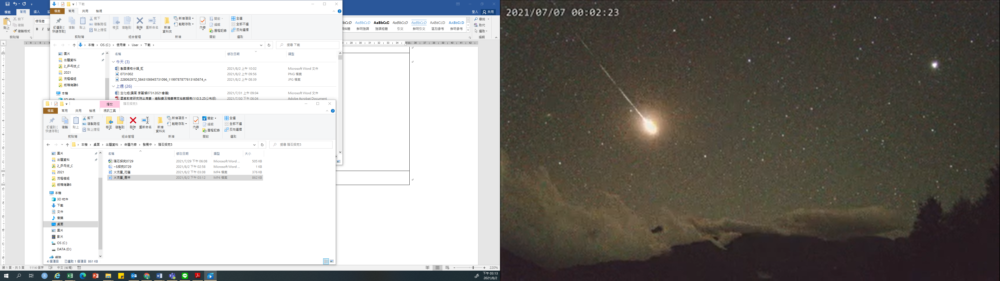 下載
檔案 常用 插入
檔案 常用 共用 檢視
登入 共用
貼上 剪下 複製 複製格式 剪貼簿
標楷體
B I U
釘選到 [快速存取] 複製 貼上 剪下 複製路徑 貼上捷徑 剪貼簿
移至 複製到 刪除 重新命名 組合管理
新增資料夾 新增項目 輕鬆存取 新增
內容 開啟 編輯 歷程記錄 開啟
全選 全部不選 反向選擇 選取
鮮明強調 強調粗體 引文 鮮明引文 區別參考 鮮明參考
尋找 取代 選取 編輯
本機 › OS (C:) › 使用者 › User › 下載 ›
搜尋 下載
名稱 修改日期 類型
今天 (3)
製圖價格分類_虹 2021/8/2 上午 10:02 Microsoft Word 文件
0731002 2021/8/2 上午 09:56 PNG 檔案
228062972_5843106945731096_1199787877613165674_n 2021/8/2 上午 08:39 JPG 檔案
上週 (26)
生化組(臭氧 李麗偵07312021會議) 2021/7/31 上午 09:04 Microsoft Word 文件
國家教育研究院出席費、鐘點費及稿費等支給數額表(110.5.25公布版) 2021/7/30 下午 06:04 Adobe Acrobat Document
圖片
出題資料
2_乒乓球_C
2021
流程模組
紙箱烤雞6
本機
3D 物件
播放 隕石探究5
檔案 常用 共用 檢視 視訊工具
釘選到 [快速存取] 複製 貼上 剪下 複製路徑 貼上捷徑 剪貼簿
移至 複製到 刪除 重新命名 組合管理
新增資料夾 新增項目 輕鬆存取 新增
內容 開啟 編輯 歷程記錄 開啟
全選 全部不選 反向選擇 選取
本機 › 桌面 › 出題資料 › 命題內容 › 發展中 › 隕石探究5
搜尋 隕石探究5
名稱 修改日期 類型 大小
隕石探究0729 2021/7/29 下午 06:08 Microsoft Word ... 505 KB
~$探究0729 2021/8/2 下午 02:58 Microsoft Word ... 1 KB
火流星_花蓮 2021/8/2 下午 03:08 MP4 檔案 376 KB
火流星_鹿林 2021/8/2 下午 03:12 MP4 檔案 862 KB
圖片
出題資料
2_乒乓球_C
2021
流程模組
紙箱烤雞6
本機
3D 物件
下載
文件
音樂
桌面
圖片
影片
OS (C:)
DATA (D:)
網路
4 個項目 已選取 1 個項目 861 KB
第 1 頁，共 5 頁 1114 個字 中文 (台灣) 220%
下午 03:13
2021/8/2
2021/07/07 00:02:23